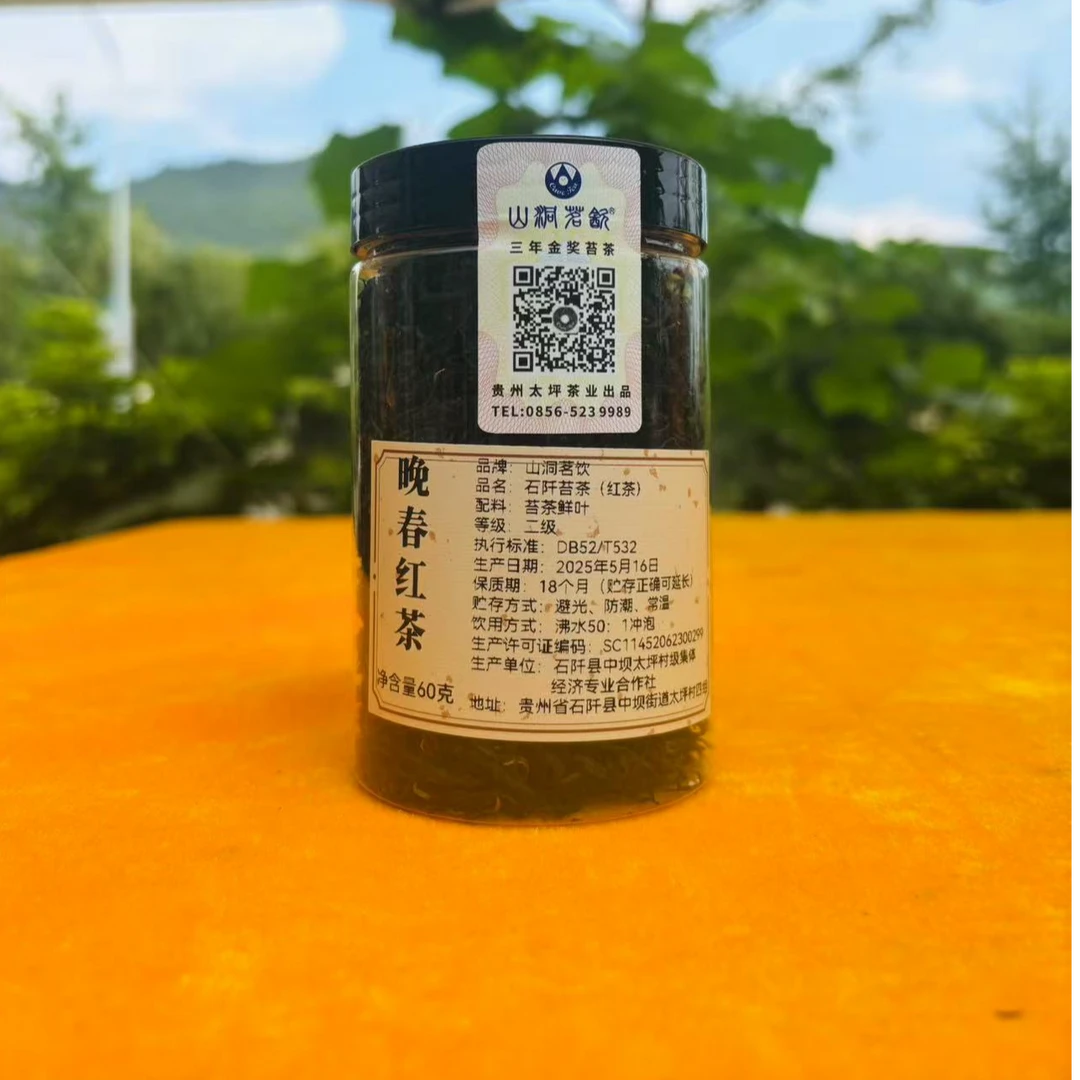 Cave Tea
山洞茗飲®
三年金奖苔茶
贵州太坪茶业出品
TEL:0856-5239989
晚春红茶
净含量60克
品牌：山洞茗饮
品名：石阡苔茶（红茶）
配料：苔茶鲜叶
等级：二级
执行标准：DB52/T532
生产日期：2025年5月16日
保质期：18个月（贮存正确可延长）
贮存方式：避光、防潮、常温
饮用方式：沸水50：1冲泡
生产许可证编码：SC11452062300299
生产单位：石阡县中坝太坪村级集体
经济专业合作社
地址：贵州省石阡县中坝街道太坪村四组